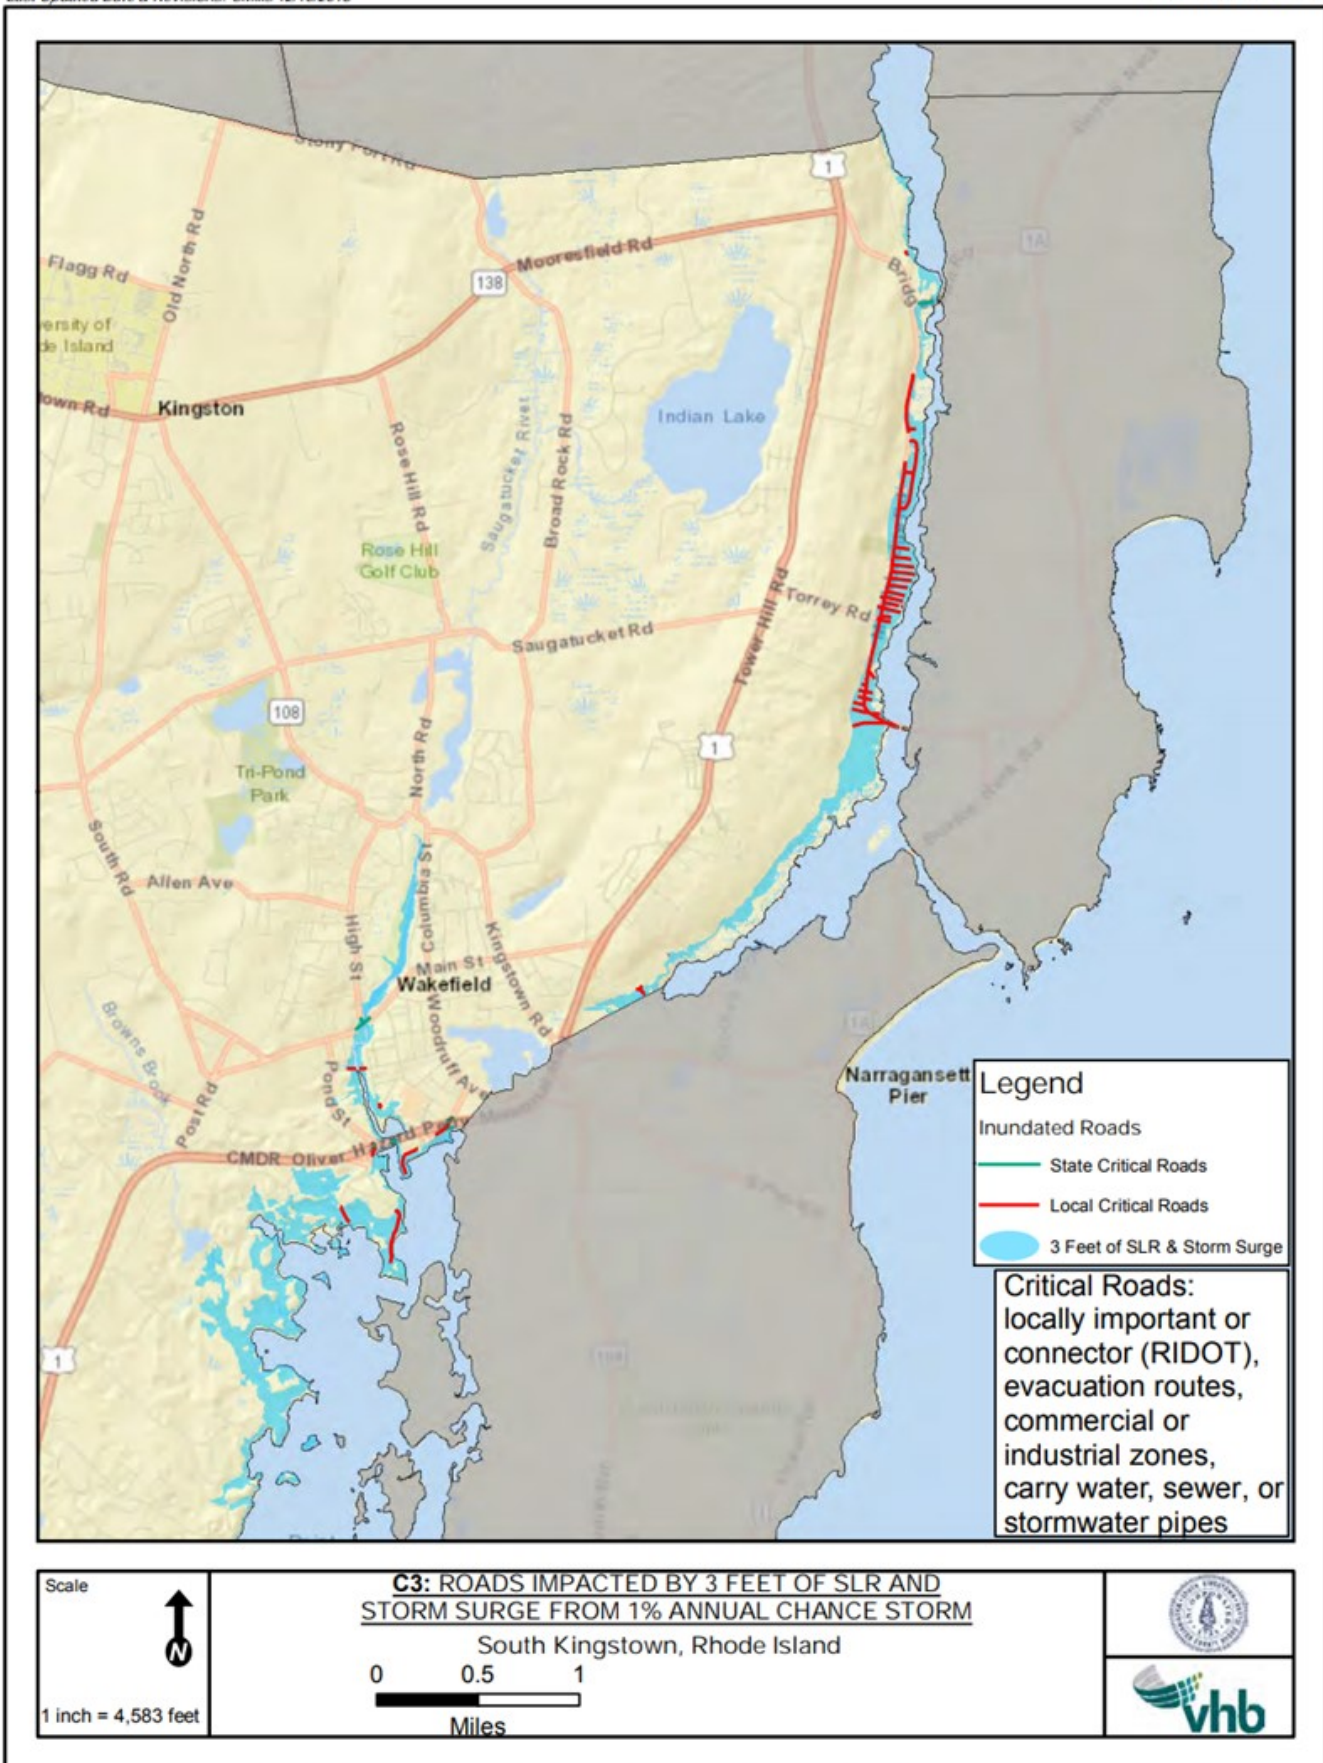 Stony Fort Rd
1
Old North Rd
Mooresfield Rd
1A
Flagg Rd
138
Bridg
versity of
de Island
own Rd
Kingston
Indian Lake
Rose Hill Rd
Saugatucket River
Broad Rock Rd
Rose Hill
Golf Club
Tower Hill Rd
Torrey Rd
Saugatucket Rd
108
1
North Rd
Tri-Pond
Park
South Rd
Allen Ave
High St
Columbia St
Kingstown Rd
Main St
Wakefield
Woodruff Ave
Browns Brook
Post Rd
Pond St
1A
Narragansett
Pier
CMDR Oliver Hazard Perry
1
108
Legend
Inundated Roads
State Critical Roads
Local Critical Roads
3 Feet of SLR & Storm Surge
Critical Roads:
locally important or
connector (RIDOT),
evacuation routes,
commercial or
industrial zones,
carry water, sewer, or
stormwater pipes
Scale
N
1 inch = 4,583 feet
C3: ROADS IMPACTED BY 3 FEET OF SLR AND
STORM SURGE FROM 1% ANNUAL CHANCE STORM
South Kingstown, Rhode Island
0 0.5 1
Miles
vhb